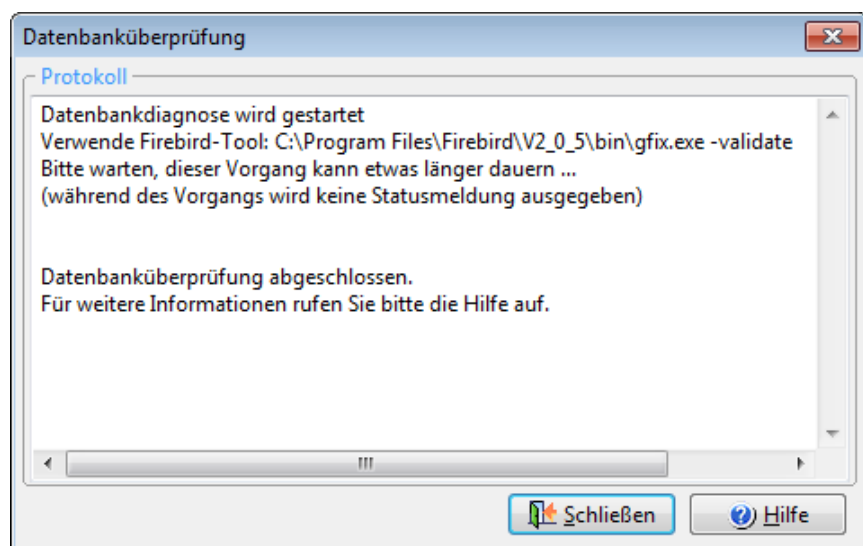 Datenbanküberprüfung
Protokoll
Datenbankdiagnose wird gestartet
Verwende Firebird-Tool: C:\Program Files\Firebird\V2_0_5\bin\gfix.exe -validate
Bitte warten, dieser Vorgang kann etwas länger dauern ...
(während des Vorgangs wird keine Statusmeldung ausgegeben)
Datenbanküberprüfung abgeschlossen.
Für weitere Informationen rufen Sie bitte die Hilfe auf.
Schließen
Hilfe